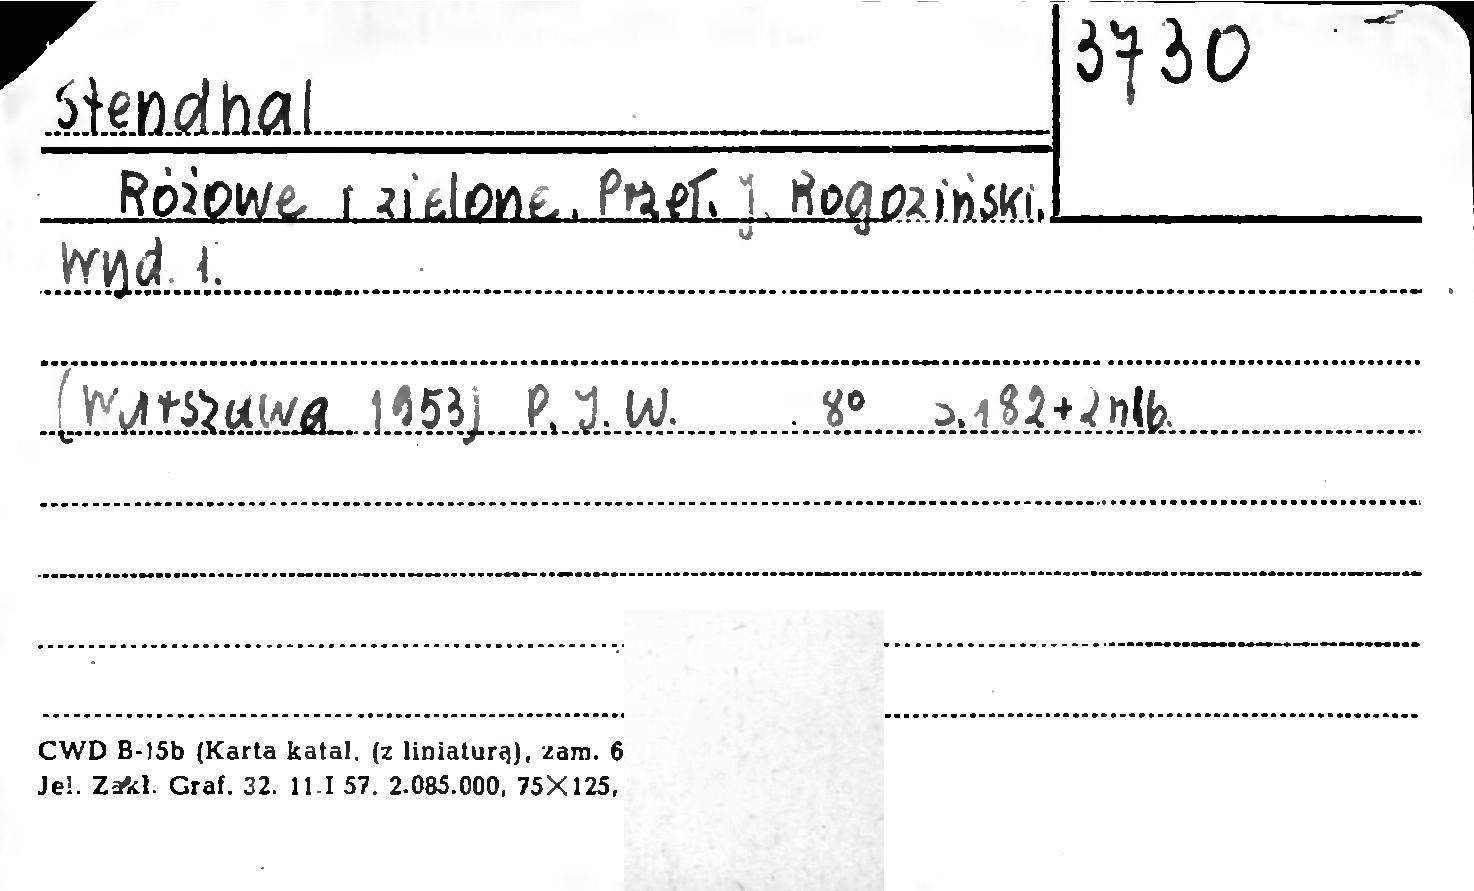 3730
Stendhal
Różowe i zielone. Przeł. J. Rogoziński.
Wyd. 1.
(Warszawa 1953) P. I. W. 8° s. 182 + 2 nlb.
CWD B-15b (Karta katal. (z liniaturą), zam. 6
Jel. Zakł. Graf. 32. 11.I 57. 2.085.000, 75×125,